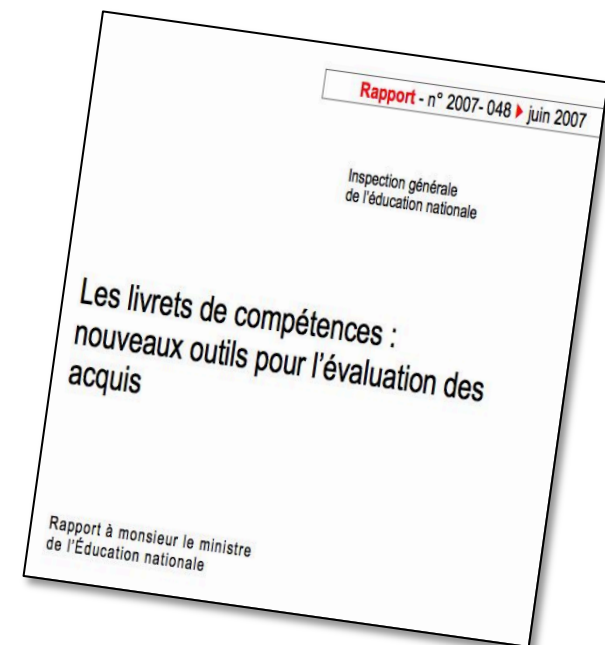 Rapport - n° 2007- 048 ▶ juin 2007
Inspection générale
de l'éducation nationale
Les livrets de compétences :
nouveaux outils pour l'évaluation des
acquis
Rapport à monsieur le ministre
de l'Éducation nationale